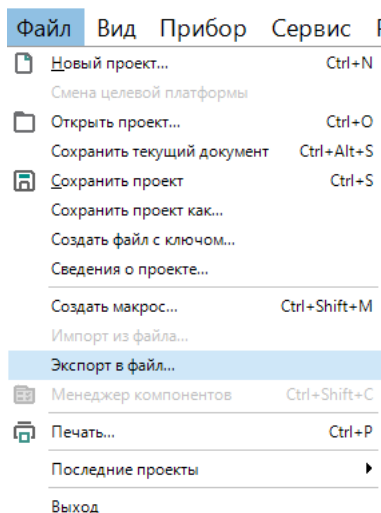 Файл Вид Прибор Сервис
Новый проект... Ctrl+N
Смена целевой платформы
Открыть проект... Ctrl+O
Сохранить текущий документ Ctrl+Alt+S
Сохранить проект Ctrl+S
Сохранить проект как...
Создать файл с ключом...
Сведения о проекте...
Создать макрос... Ctrl+Shift+M
Импорт из файла...
Экспорт в файл...
Менеджер компонентов Ctrl+Shift+C
Печать... Ctrl+P
Последние проекты
Выход